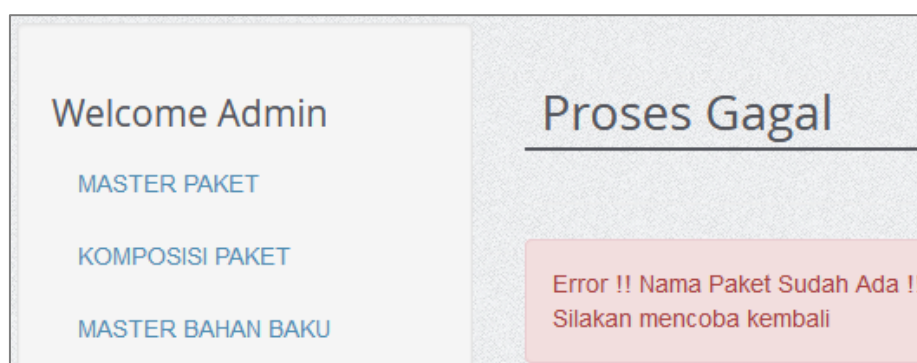 Welcome Admin
MASTER PAKET
KOMPOSISI PAKET
MASTER BAHAN BAKU
Proses Gagal
Error !! Nama Paket Sudah Ada !!
Silakan mencoba kembali